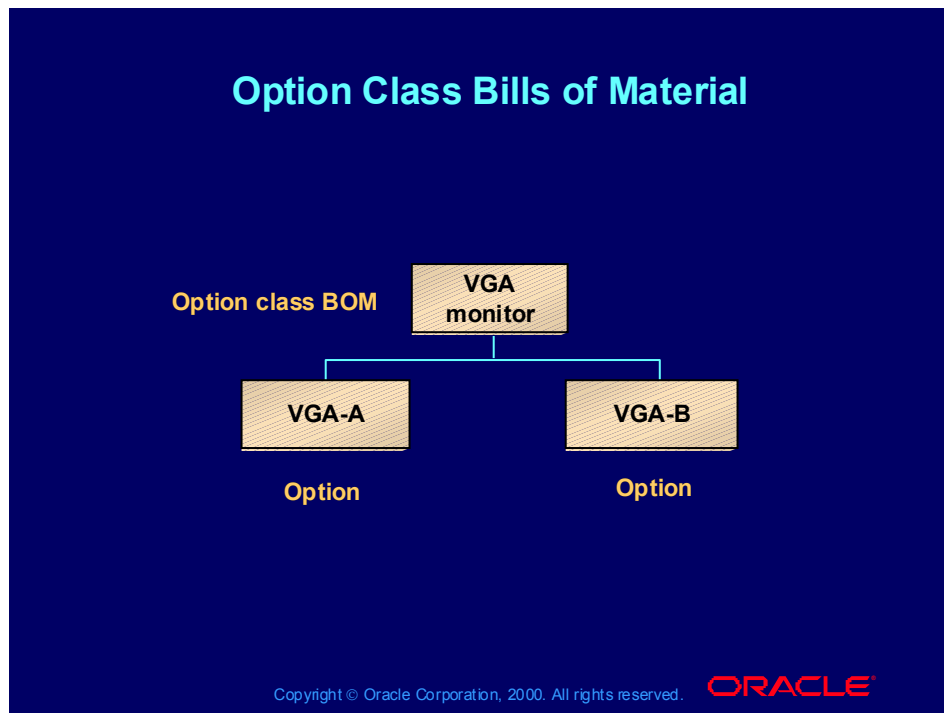 Option Class Bills of Material
VGA
monitor
Option class BOM
VGA-A
VGA-B
Option
Option
Copyright © Oracle Corporation, 2000. All rights reserved.
ORACLE®